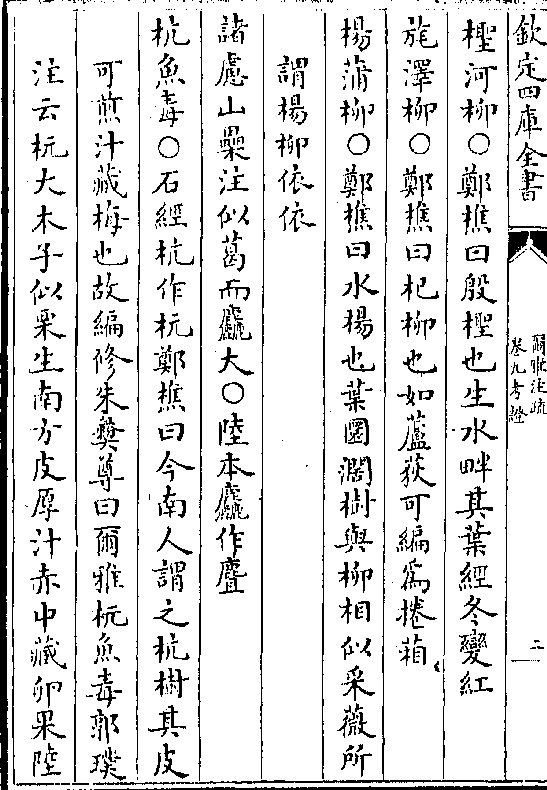 欽定四庫全書
爾雅注疏
卷九考證
二
檉河柳〇鄭樵曰殷檉也生水畔其葉經冬變紅
旄澤柳〇鄭樵曰杞柳也如蘆荻可編為捲葙
楊蒲柳〇鄭樵曰水楊也葉圓濶樹與柳相似采薇所
謂楊柳依依
諸慮山櫐注似葛而麤大〇陸本麤作麆
杭魚毒〇石經杭作杬鄭樵曰今南人謂之杭樹其皮
可煎汁藏梅也故編修朱彝尊曰爾雅杬魚毒郭璞
注云杬大木子似栗生南方皮厚汁赤中藏卵果陸